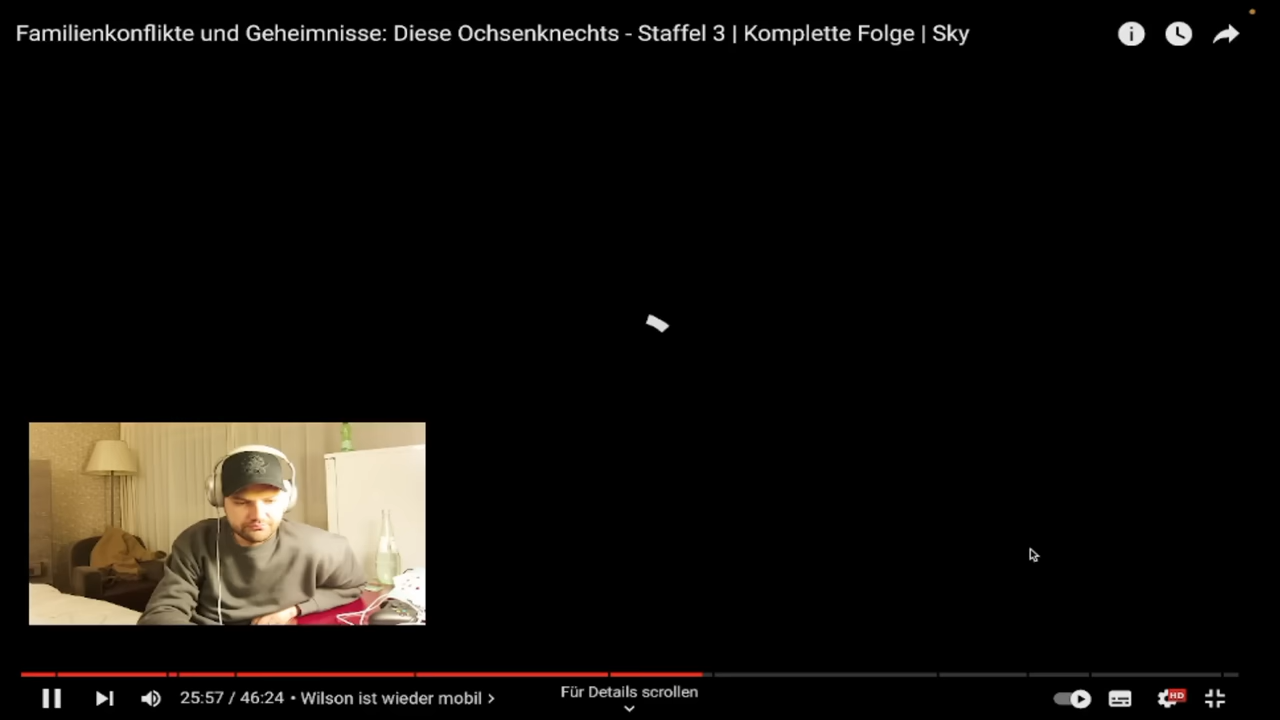 Familienkonflikte und Geheimnisse: Diese Ochsenknechts - Staffel 3 | Komplette Folge | Sky
Für Details scrollen
25:57 / 46:24 • Wilson ist wieder mobil >
HD